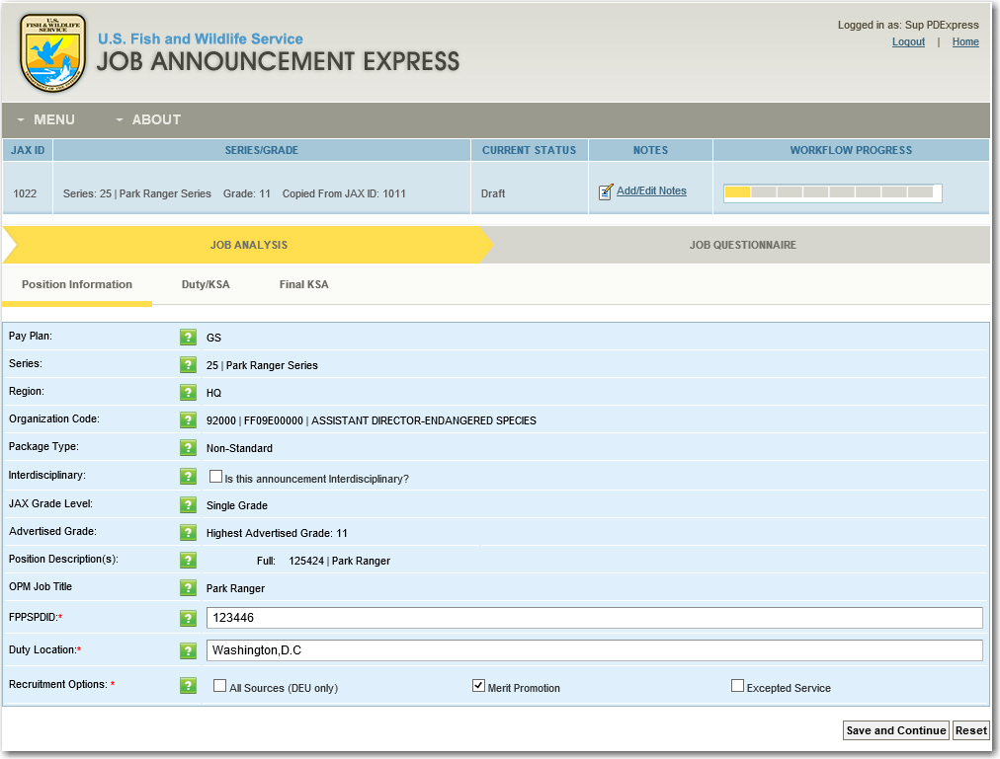 U.S.
FISH & WILDLIFE
SERVICE
U.S. Fish and Wildlife Service
JOB ANNOUNCEMENT EXPRESS
Logged in as: Sup PDExpress
Logout | Home
MENU ABOUT
JAX ID SERIES/GRADE CURRENT STATUS NOTES WORKFLOW PROGRESS
1022 Series: 25 | Park Ranger Series Grade: 11 Copied From JAX ID: 1011 Draft Add/Edit Notes
JOB ANALYSIS JOB QUESTIONNAIRE
Position Information Duty/KSA Final KSA
Pay Plan: ? GS
Series: ? 25 | Park Ranger Series
Region: ? HQ
Organization Code: ? 92000 | FF09E00000 | ASSISTANT DIRECTOR-ENDANGERED SPECIES
Package Type: ? Non-Standard
Interdisciplinary: ? Is this announcement Interdisciplinary?
JAX Grade Level: ? Single Grade
Advertised Grade: ? Highest Advertised Grade: 11
Position Description(s): ? Full: 125424 | Park Ranger
OPM Job Title ? Park Ranger
FPPSPDID:* ? 123446
Duty Location:* ? Washington,D.C
Recruitment Options: * ? All Sources (DEU only) Merit Promotion Excepted Service
Save and Continue Reset